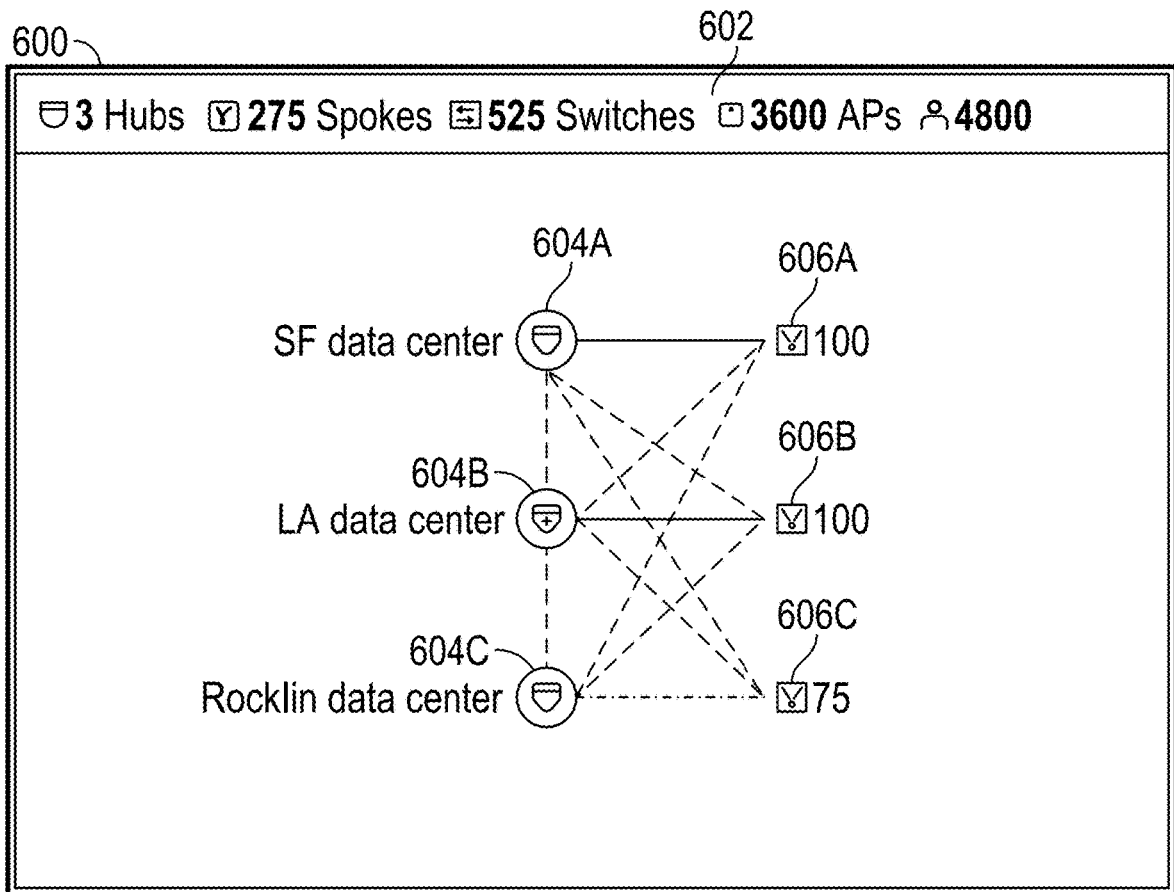 602
600
3 Hubs 275 Spokes 525 Switches 3600 APs 4800
604A
606A
SF data center 100
604B
606B
LA data center 100
604C
606C
Rocklin data center 75